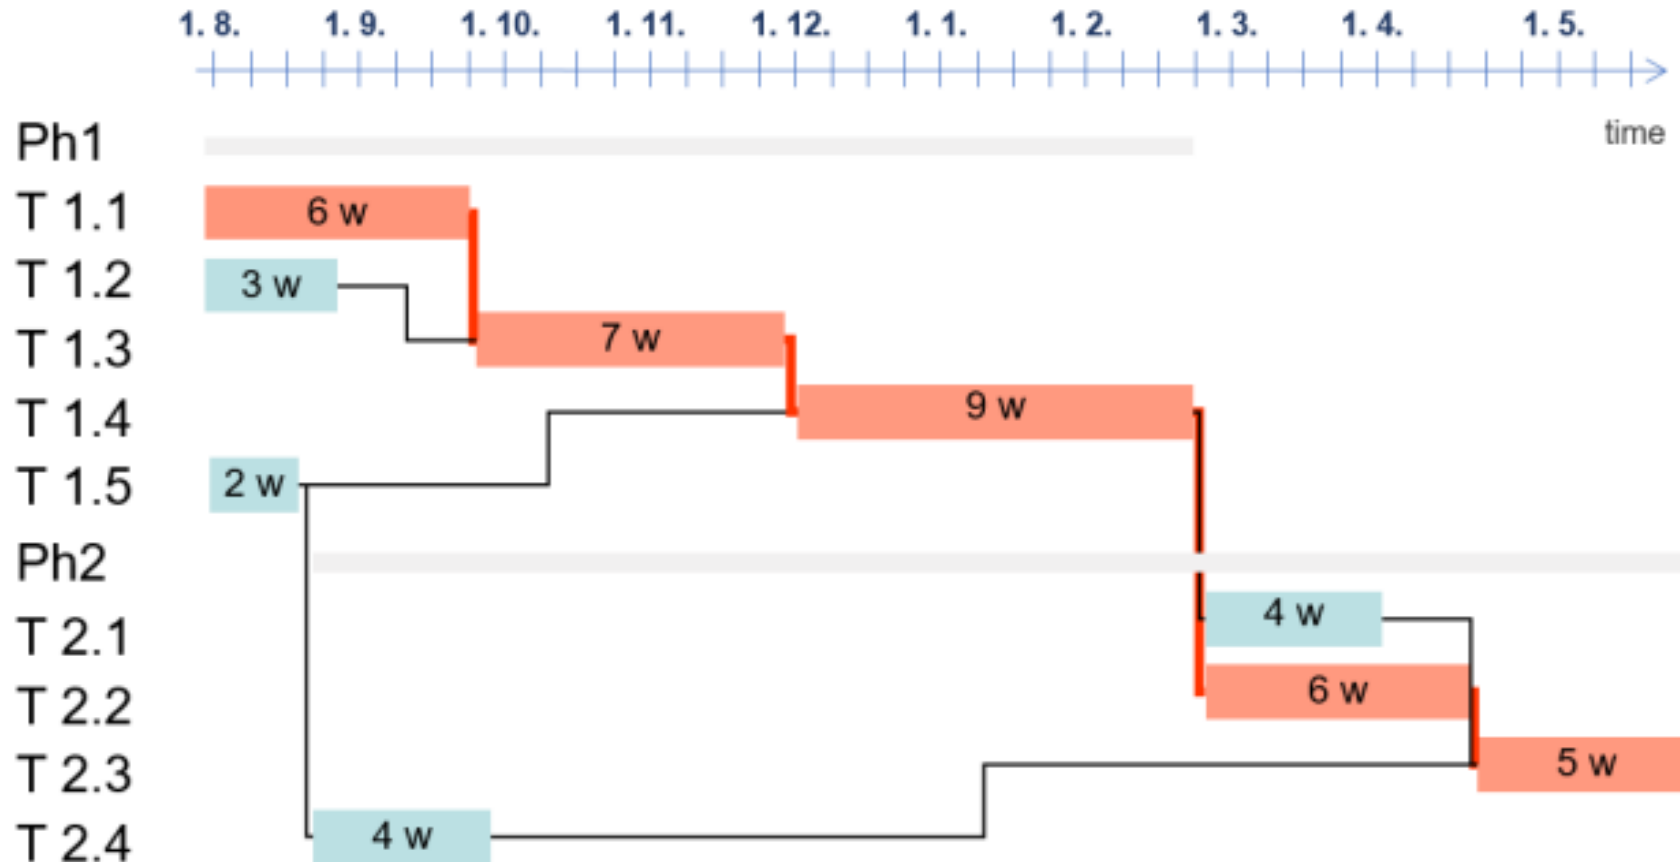 1. 8. 1. 9. 1. 10. 1. 11. 1. 12. 1. 1. 1. 2. 1. 3. 1. 4. 1. 5.
Ph1 time
T 1.1 6 w
T 1.2 3 w
T 1.3 7 w
T 1.4 9 w
T 1.5 2 w
Ph2
T 2.1 4 w
T 2.2 6 w
T 2.3 5 w
T 2.4 4 w